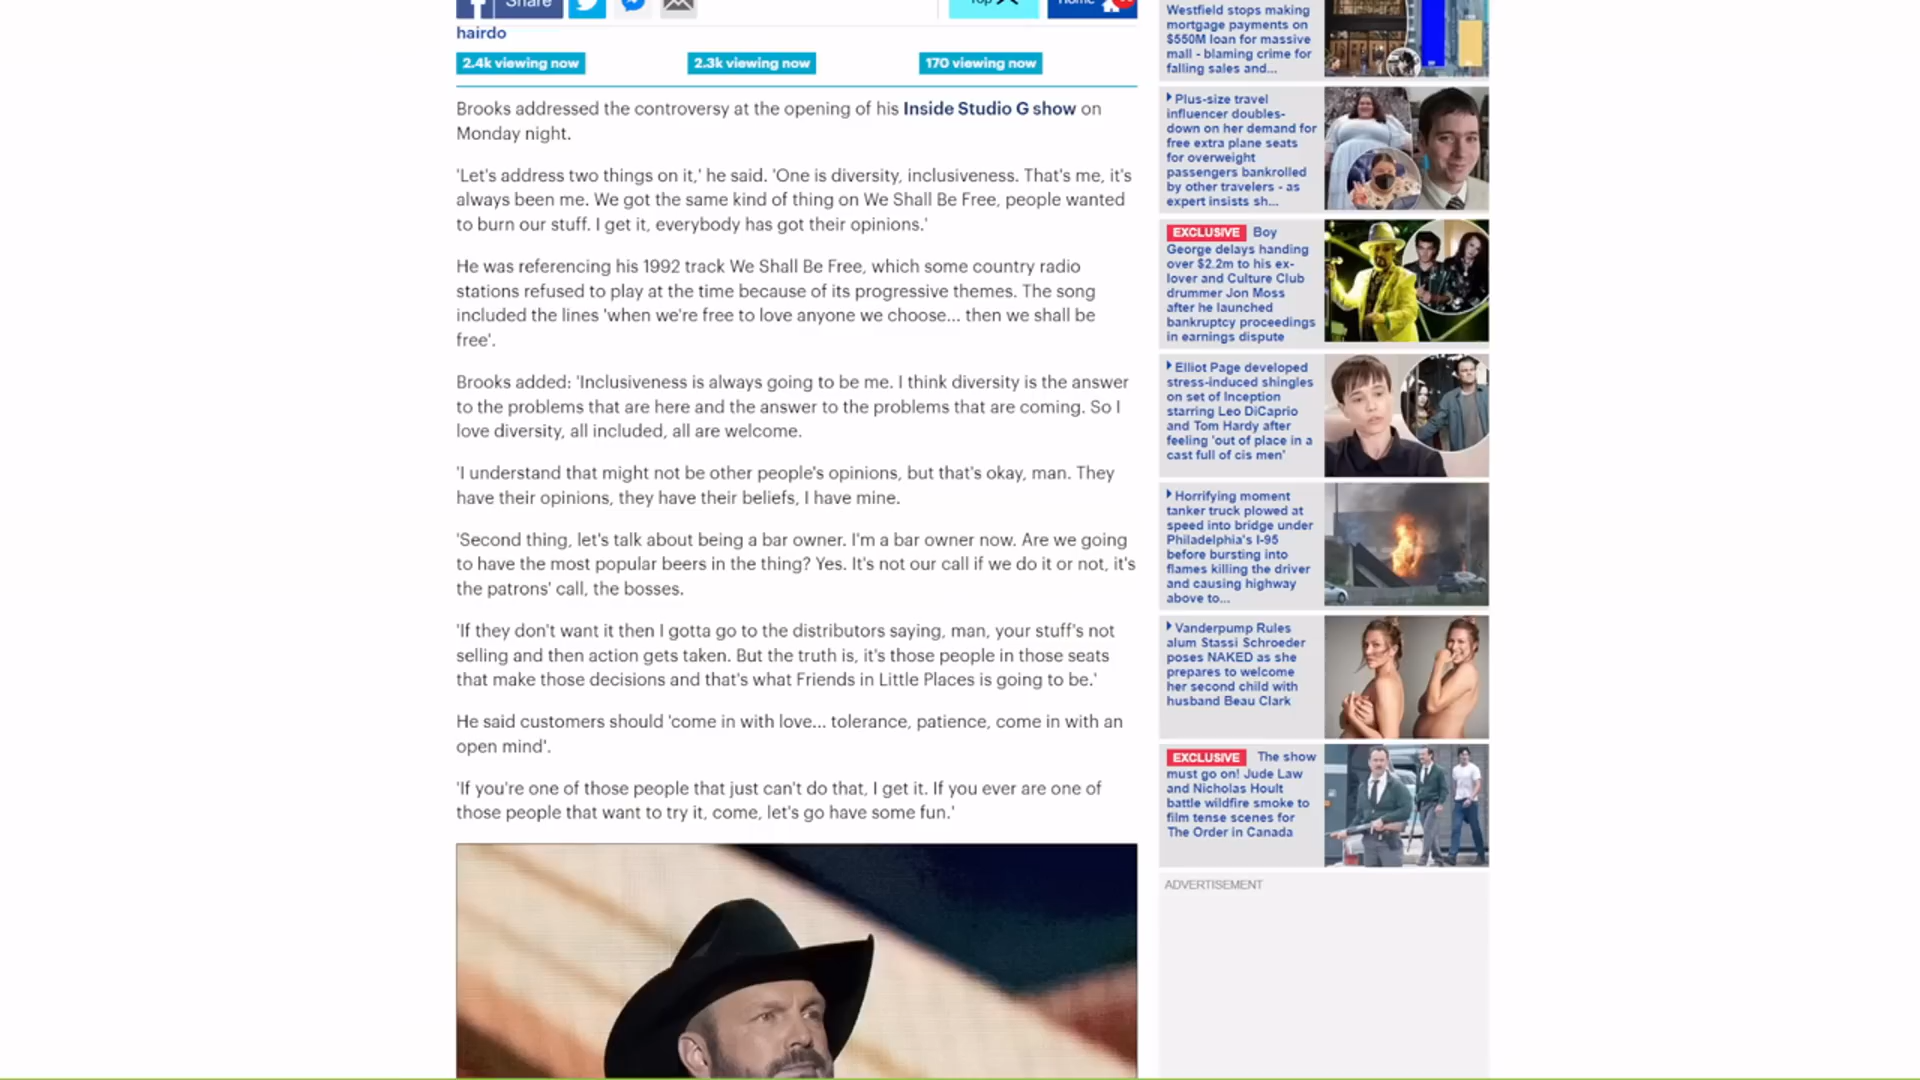 Share
Top
Home
hairdo
2.4k viewing now
2.3k viewing now
170 viewing now
Brooks addressed the controversy at the opening of his Inside Studio G show on
Monday night.
'Let's address two things on it,' he said. 'One is diversity, inclusiveness. That's me, it's
always been me. We got the same kind of thing on We Shall Be Free, people wanted
to burn our stuff. I get it, everybody has got their opinions.'
He was referencing his 1992 track We Shall Be Free, which some country radio
stations refused to play at the time because of its progressive themes. The song
included the lines 'when we're free to love anyone we choose... then we shall be
free'.
Brooks added: 'Inclusiveness is always going to be me. I think diversity is the answer
to the problems that are here and the answer to the problems that are coming. So I
love diversity, all included, all are welcome.
'I understand that might not be other people's opinions, but that's okay, man. They
have their opinions, they have their beliefs, I have mine.
'Second thing, let's talk about being a bar owner. I'm a bar owner now. Are we going
to have the most popular beers in the thing? Yes. It's not our call if we do it or not, it's
the patrons' call, the bosses.
'If they don't want it then I gotta go to the distributors saying, man, your stuff's not
selling and then action gets taken. But the truth is, it's those people in those seats
that make those decisions and that's what Friends in Little Places is going to be.'
He said customers should 'come in with love... tolerance, patience, come in with an
open mind'.
'If you're one of those people that just can't do that, I get it. If you ever are one of
those people that want to try it, come, let's go have some fun.'
Westfield stops making
mortgage payments on
$550M loan for massive
mall - blaming crime for
falling sales and...
Plus-size travel
influencer doubles-
down on her demand for
free extra plane seats
for overweight
passengers bankrolled
by other travelers - as
expert insists sh...
EXCLUSIVE Boy
George delays handing
over $2.2m to his ex-
lover and Culture Club
drummer Jon Moss
after he launched
bankruptcy proceedings
in earnings dispute
Elliot Page developed
stress-induced shingles
on set of Inception
starring Leo DiCaprio
and Tom Hardy after
feeling 'out of place in a
cast full of cis men'
Horrifying moment
tanker truck plowed at
speed into bridge under
Philadelphia's I-95
before bursting into
flames killing the driver
and causing highway
above to...
Vanderpump Rules
alum Stassi Schroeder
poses NAKED as she
prepares to welcome
her second child with
husband Beau Clark
EXCLUSIVE The show
must go on! Jude Law
and Nicholas Hoult
battle wildfire smoke to
film tense scenes for
The Order in Canada
ADVERTISEMENT